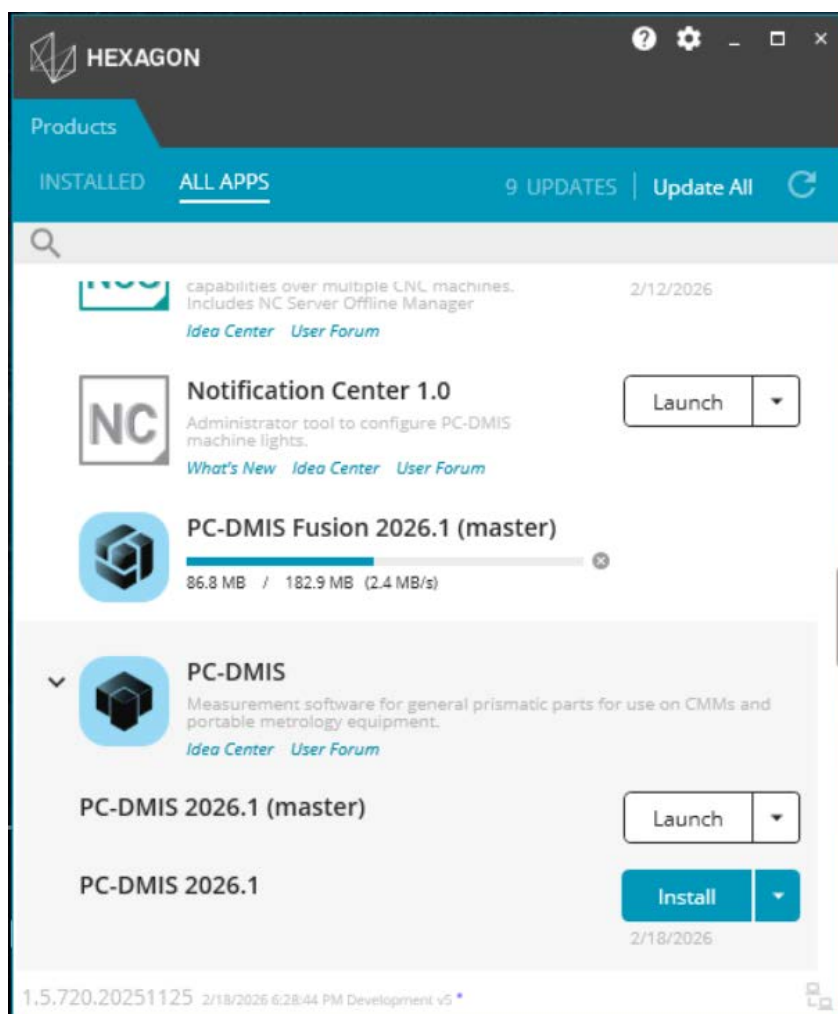 HEXAGON
Products
INSTALLED ALL APPS 9 UPDATES | Update All
capabilities over multiple CNC machines.
Includes NC Server Offline Manager
2/12/2026
Idea Center User Forum
NC
Notification Center 1.0
Launch
Administrator tool to configure PC-DMIS
machine lights.
What's New Idea Center User Forum
PC-DMIS Fusion 2026.1 (master)
86.8 MB / 182.9 MB (2.4 MB/s)
PC-DMIS
Measurement software for general prismatic parts for use on CMMs and
portable metrology equipment.
Idea Center User Forum
PC-DMIS 2026.1 (master)
Launch
PC-DMIS 2026.1
Install
2/18/2026
1.5.720.20251125 2/18/2026 6:28:44 PM Development v5 *